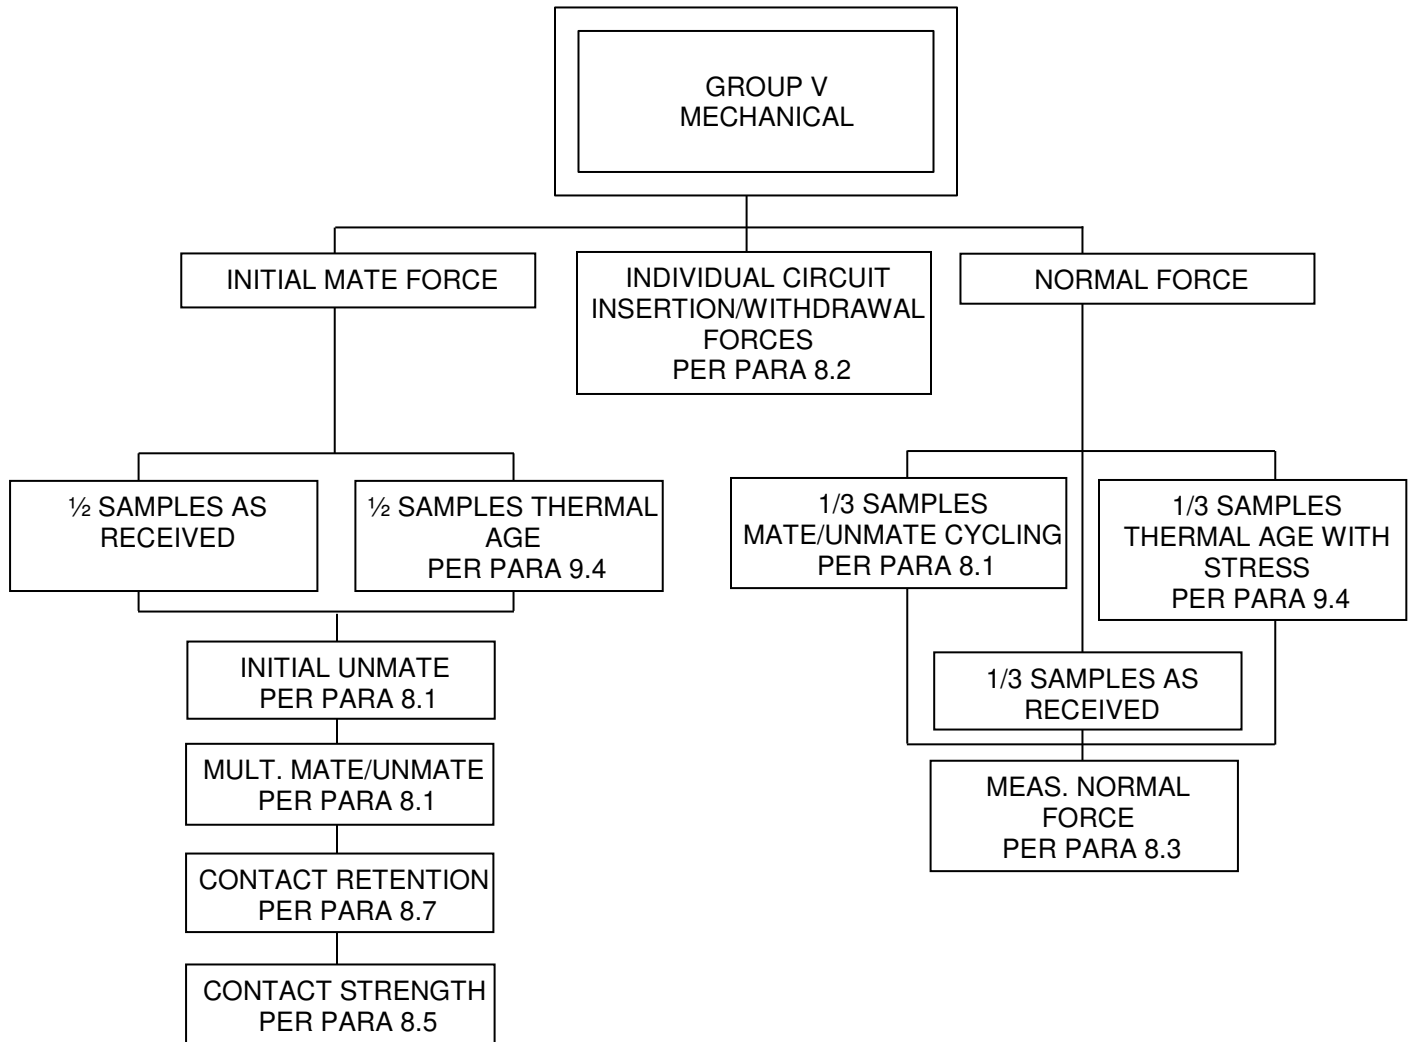 GROUP V
MECHANICAL
INITIAL MATE FORCE
INDIVIDUAL CIRCUIT
INSERTION/WITHDRAWAL
FORCES
PER PARA 8.2
NORMAL FORCE
½ SAMPLES AS
RECEIVED
½ SAMPLES THERMAL
AGE
PER PARA 9.4
1/3 SAMPLES
MATE/UNMATE CYCLING
PER PARA 8.1
1/3 SAMPLES
THERMAL AGE WITH
STRESS
PER PARA 9.4
INITIAL UNMATE
PER PARA 8.1
1/3 SAMPLES AS
RECEIVED
MULT. MATE/UNMATE
PER PARA 8.1
MEAS. NORMAL
FORCE
PER PARA 8.3
CONTACT RETENTION
PER PARA 8.7
CONTACT STRENGTH
PER PARA 8.5